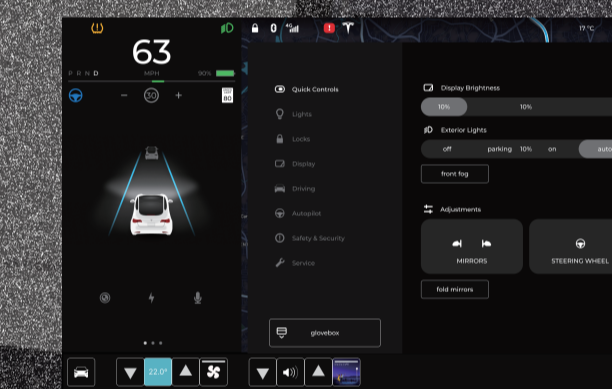 4G
!
17 °C
63
P R N D
MPH
90%
30
80
Quick Controls
Lights
Locks
Display
Driving
Autopilot
Safety & Security
Service
glovebox
Display Brightness
10%
10%
Exterior Lights
off parking 10% on auto
front fog
Adjustments
MIRRORS
STEERING WHEEL
fold mirrors
22.0°